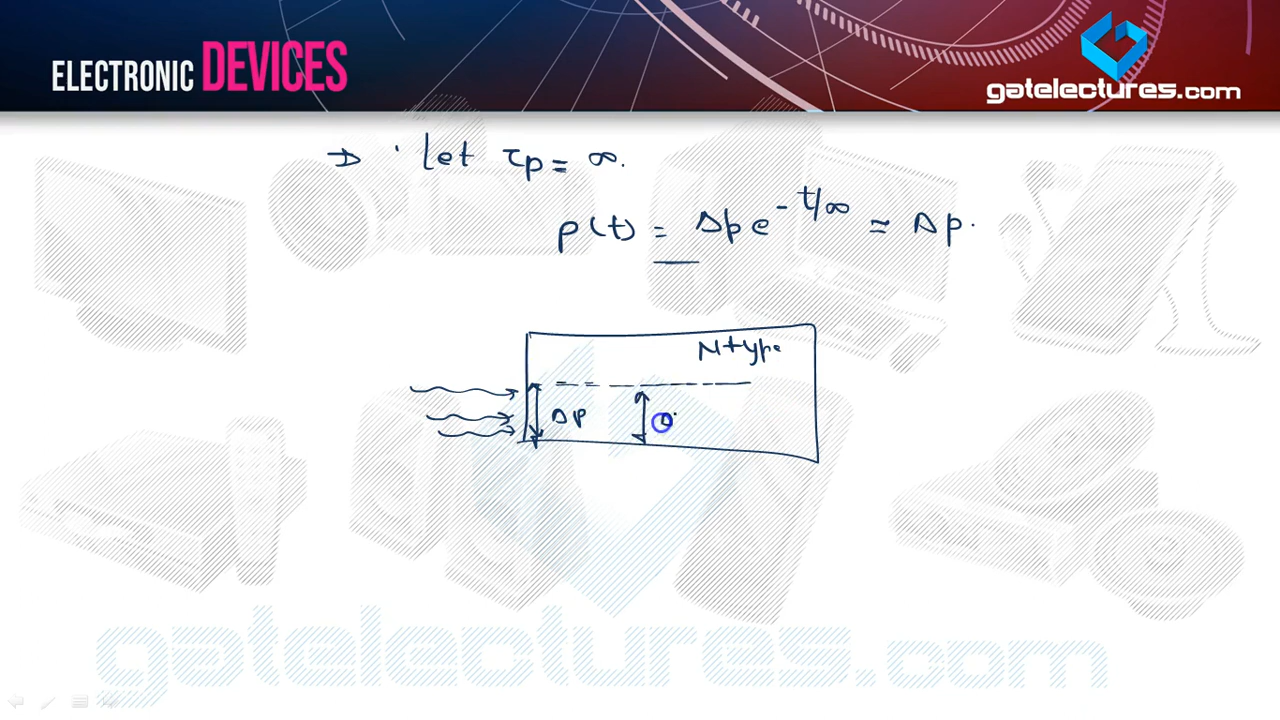 ELECTRONIC DEVICES
gatelectures.com
→ · let τp = ∞.
p(t) = Δp e^{-t/∞} ≈ Δp.
N type
Δp
Δ
gatelectures.com